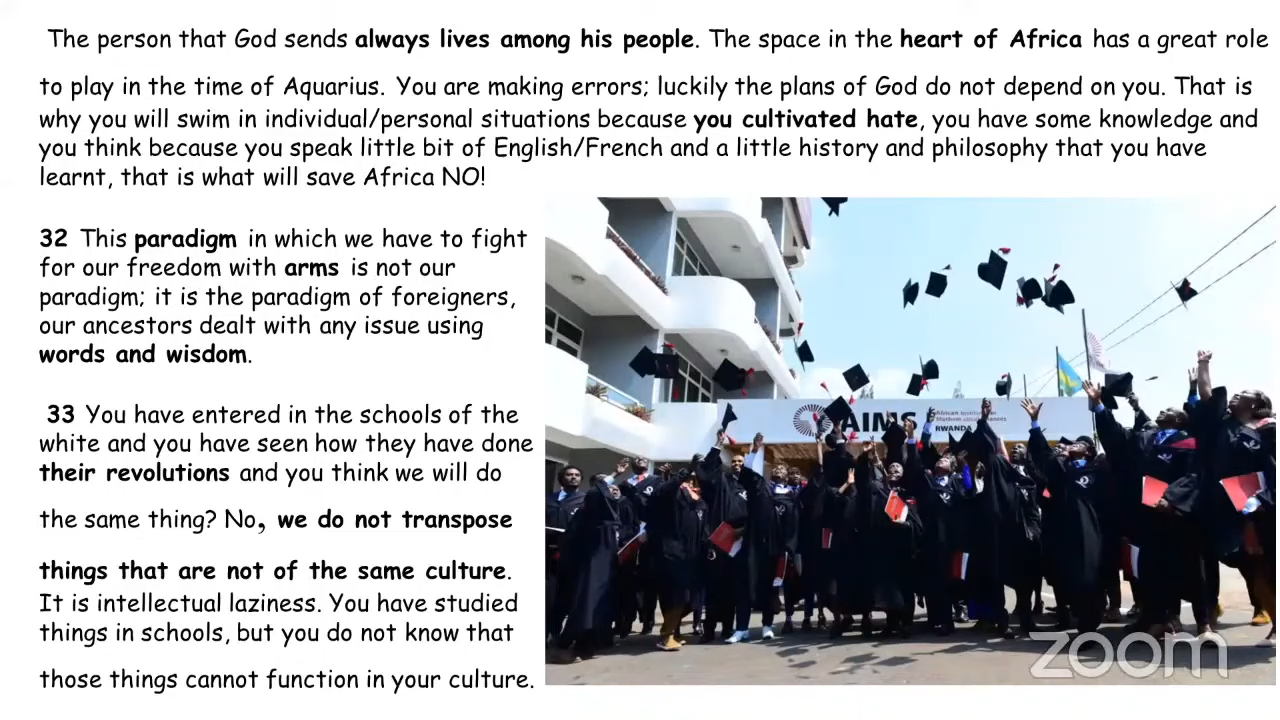 The person that God sends always lives among his people. The space in the heart of Africa has a great role
to play in the time of Aquarius. You are making errors; luckily the plans of God do not depend on you. That is
why you will swim in individual/personal situations because you cultivated hate, you have some knowledge and
you think because you speak little bit of English/French and a little history and philosophy that you have
learnt, that is what will save Africa NO!
32 This paradigm in which we have to fight
for our freedom with arms is not our
paradigm; it is the paradigm of foreigners,
our ancestors dealt with any issue using
words and wisdom.
33 You have entered in the schools of the
white and you have seen how they have done
their revolutions and you think we will do
the same thing? No, we do not transpose
things that are not of the same culture.
It is intellectual laziness. You have studied
things in schools, but you do not know that
those things cannot function in your culture.
AIMS
African Institute for
RWANDA
zoom